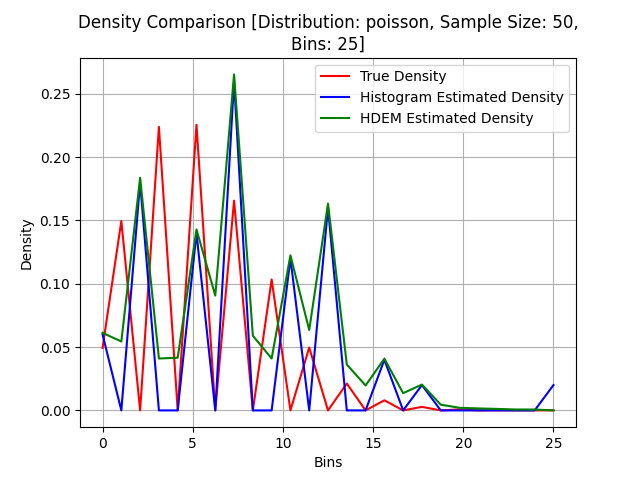 Density Comparison [Distribution: poisson, Sample Size: 50,
Bins: 25]
True Density
Histogram Estimated Density
HDEM Estimated Density
Density
0.25
0.20
0.15
0.10
0.05
0.00
0 5 10 15 20 25
Bins